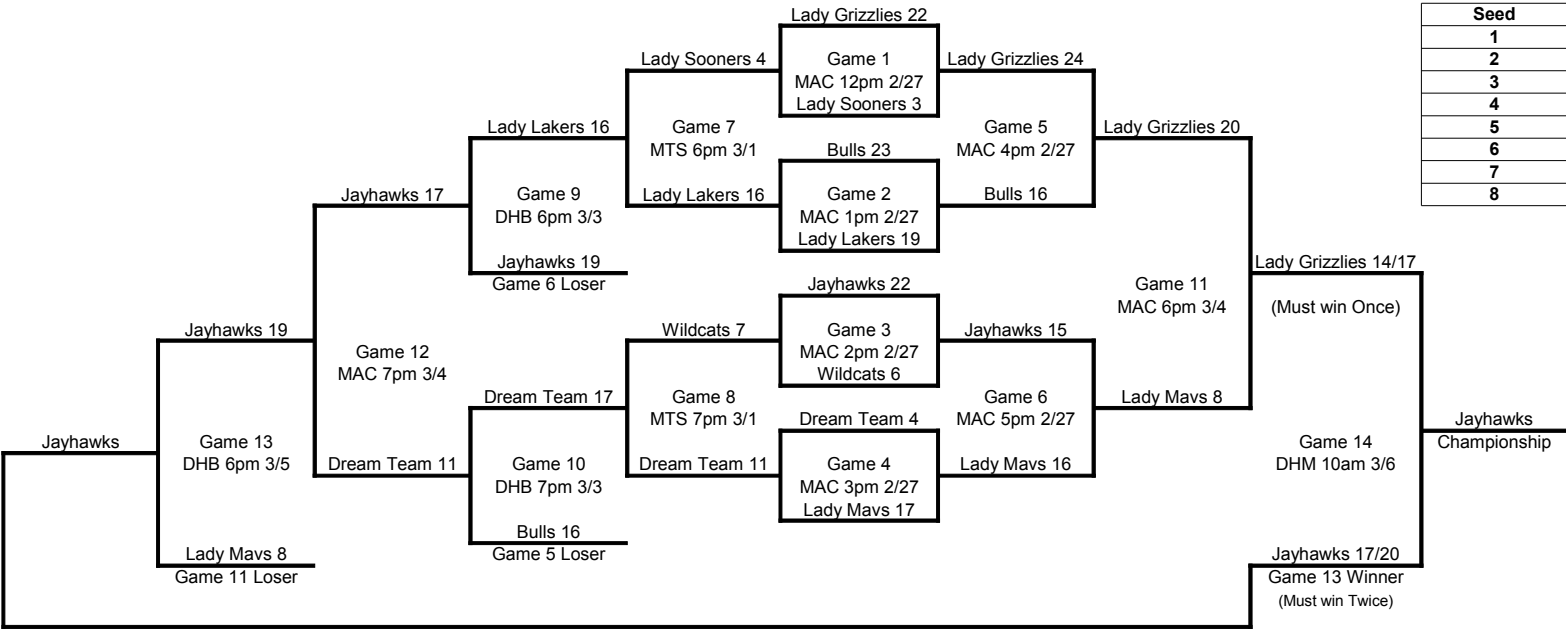 Lady Grizzlies 22
Seed
1
2
3
4
5
6
7
8
Lady Sooners 4
Game 1
MAC 12pm 2/27
Lady Sooners 3
Lady Grizzlies 24
Lady Lakers 16
Game 7
MTS 6pm 3/1
Game 5
MAC 4pm 2/27
Lady Grizzlies 20
Bulls 23
Jayhawks 17
Game 9
DHB 6pm 3/3
Lady Lakers 16
Game 2
MAC 1pm 2/27
Lady Lakers 19
Bulls 16
Jayhawks 19
Game 6 Loser
Jayhawks 22
Game 11
MAC 6pm 3/4
Lady Grizzlies 14/17
(Must win Once)
Jayhawks 19
Game 12
MAC 7pm 3/4
Wildcats 7
Game 3
MAC 2pm 2/27
Wildcats 6
Jayhawks 15
Dream Team 17
Game 8
MTS 7pm 3/1
Dream Team 4
Game 6
MAC 5pm 2/27
Lady Mavs 8
Jayhawks
Game 13
DHB 6pm 3/5
Dream Team 11
Game 10
DHB 7pm 3/3
Dream Team 11
Game 4
MAC 3pm 2/27
Lady Mavs 17
Lady Mavs 16
Game 14
DHM 10am 3/6
Jayhawks
Championship
Bulls 16
Game 5 Loser
Lady Mavs 8
Game 11 Loser
Jayhawks 17/20
Game 13 Winner
(Must win Twice)